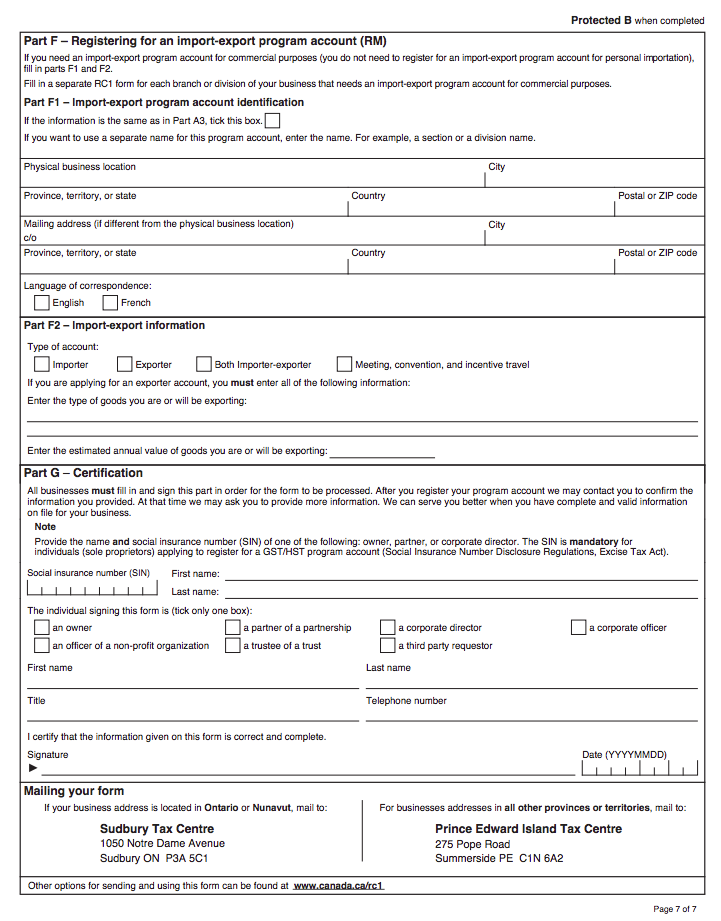 Protected B when completed
Part F – Registering for an import-export program account (RM)
If you need an import-export program account for commercial purposes (you do not need to register for an import-export program account for personal importation),
fill in parts F1 and F2.
Fill in a separate RC1 form for each branch or division of your business that needs an import-export program account for commercial purposes.
Part F1 – Import-export program account identification
If the information is the same as in Part A3, tick this box.
If you want to use a separate name for this program account, enter the name. For example, a section or a division name.
Physical business location City
Province, territory, or state Country Postal or ZIP code
Mailing address (if different from the physical business location) City
c/o
Province, territory, or state Country Postal or ZIP code
Language of correspondence:
English French
Part F2 – Import-export information
Type of account:
Importer Exporter Both Importer-exporter Meeting, convention, and incentive travel
If you are applying for an exporter account, you must enter all of the following information:
Enter the type of goods you are or will be exporting:
Enter the estimated annual value of goods you are or will be exporting:
Part G – Certification
All businesses must fill in and sign this part in order for the form to be processed. After you register your program account we may contact you to confirm the
information you provided. At that time we may ask you to provide more information. We can serve you better when you have complete and valid information
on file for your business.
Note
Provide the name and social insurance number (SIN) of one of the following: owner, partner, or corporate director. The SIN is mandatory for
individuals (sole proprietors) applying to register for a GST/HST program account (Social Insurance Number Disclosure Regulations, Excise Tax Act).
Social insurance number (SIN) First name:
Last name:
The individual signing this form is (tick only one box):
an owner a partner of a partnership a corporate director a corporate officer
an officer of a non-profit organization a trustee of a trust a third party requestor
First name Last name
Title Telephone number
I certify that the information given on this form is correct and complete.
Signature Date (YYYYMMDD)
Mailing your form
If your business address is located in Ontario or Nunavut, mail to:
Sudbury Tax Centre
1050 Notre Dame Avenue
Sudbury ON P3A 5C1
For businesses addresses in all other provinces or territories, mail to:
Prince Edward Island Tax Centre
275 Pope Road
Summerside PE C1N 6A2
Other options for sending and using this form can be found at www.canada.ca/rc1
Page 7 of 7